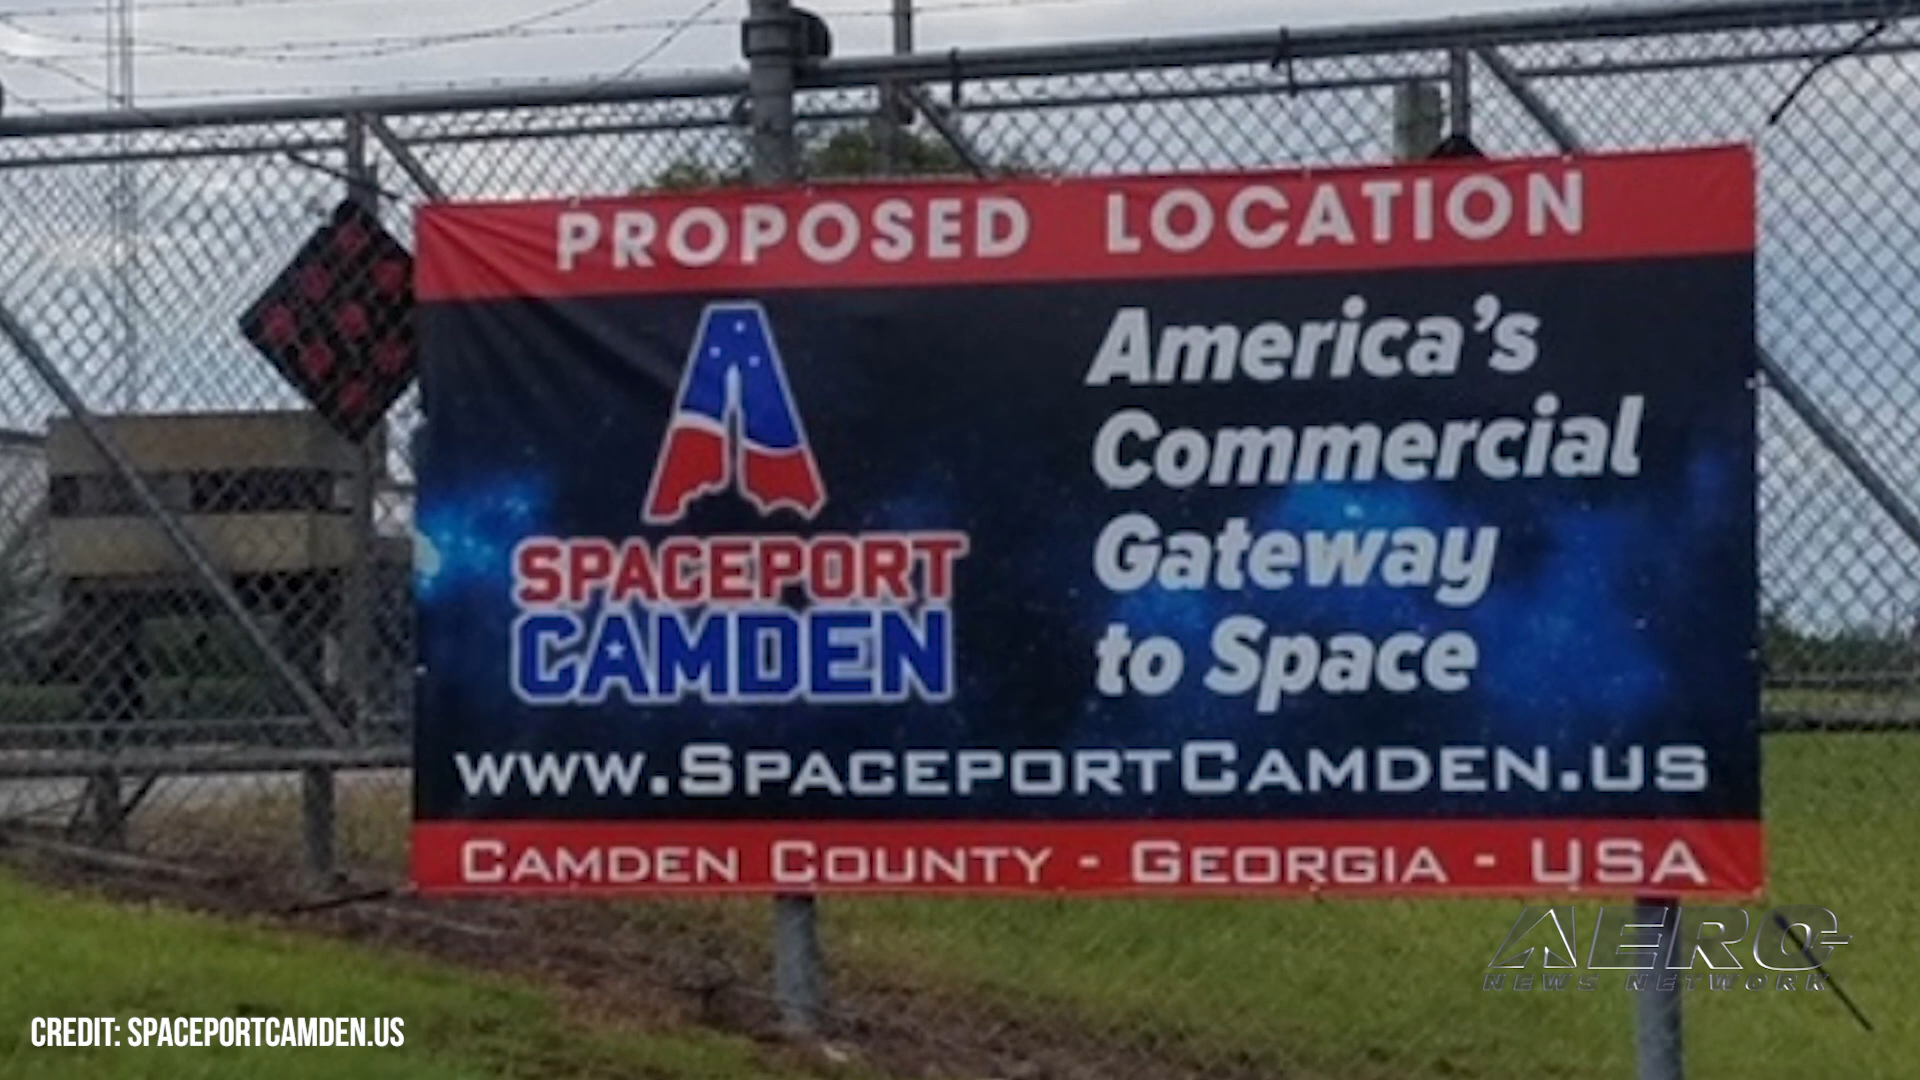 PROPOSED LOCATION
SPACEPORT
CAMDEN
America's
Commercial
Gateway
to Space
www.SpaceportCamden.us
Camden County - Georgia - USA
AERO
NEWS NETWORK
CREDIT: SPACEPORTCAMDEN.US